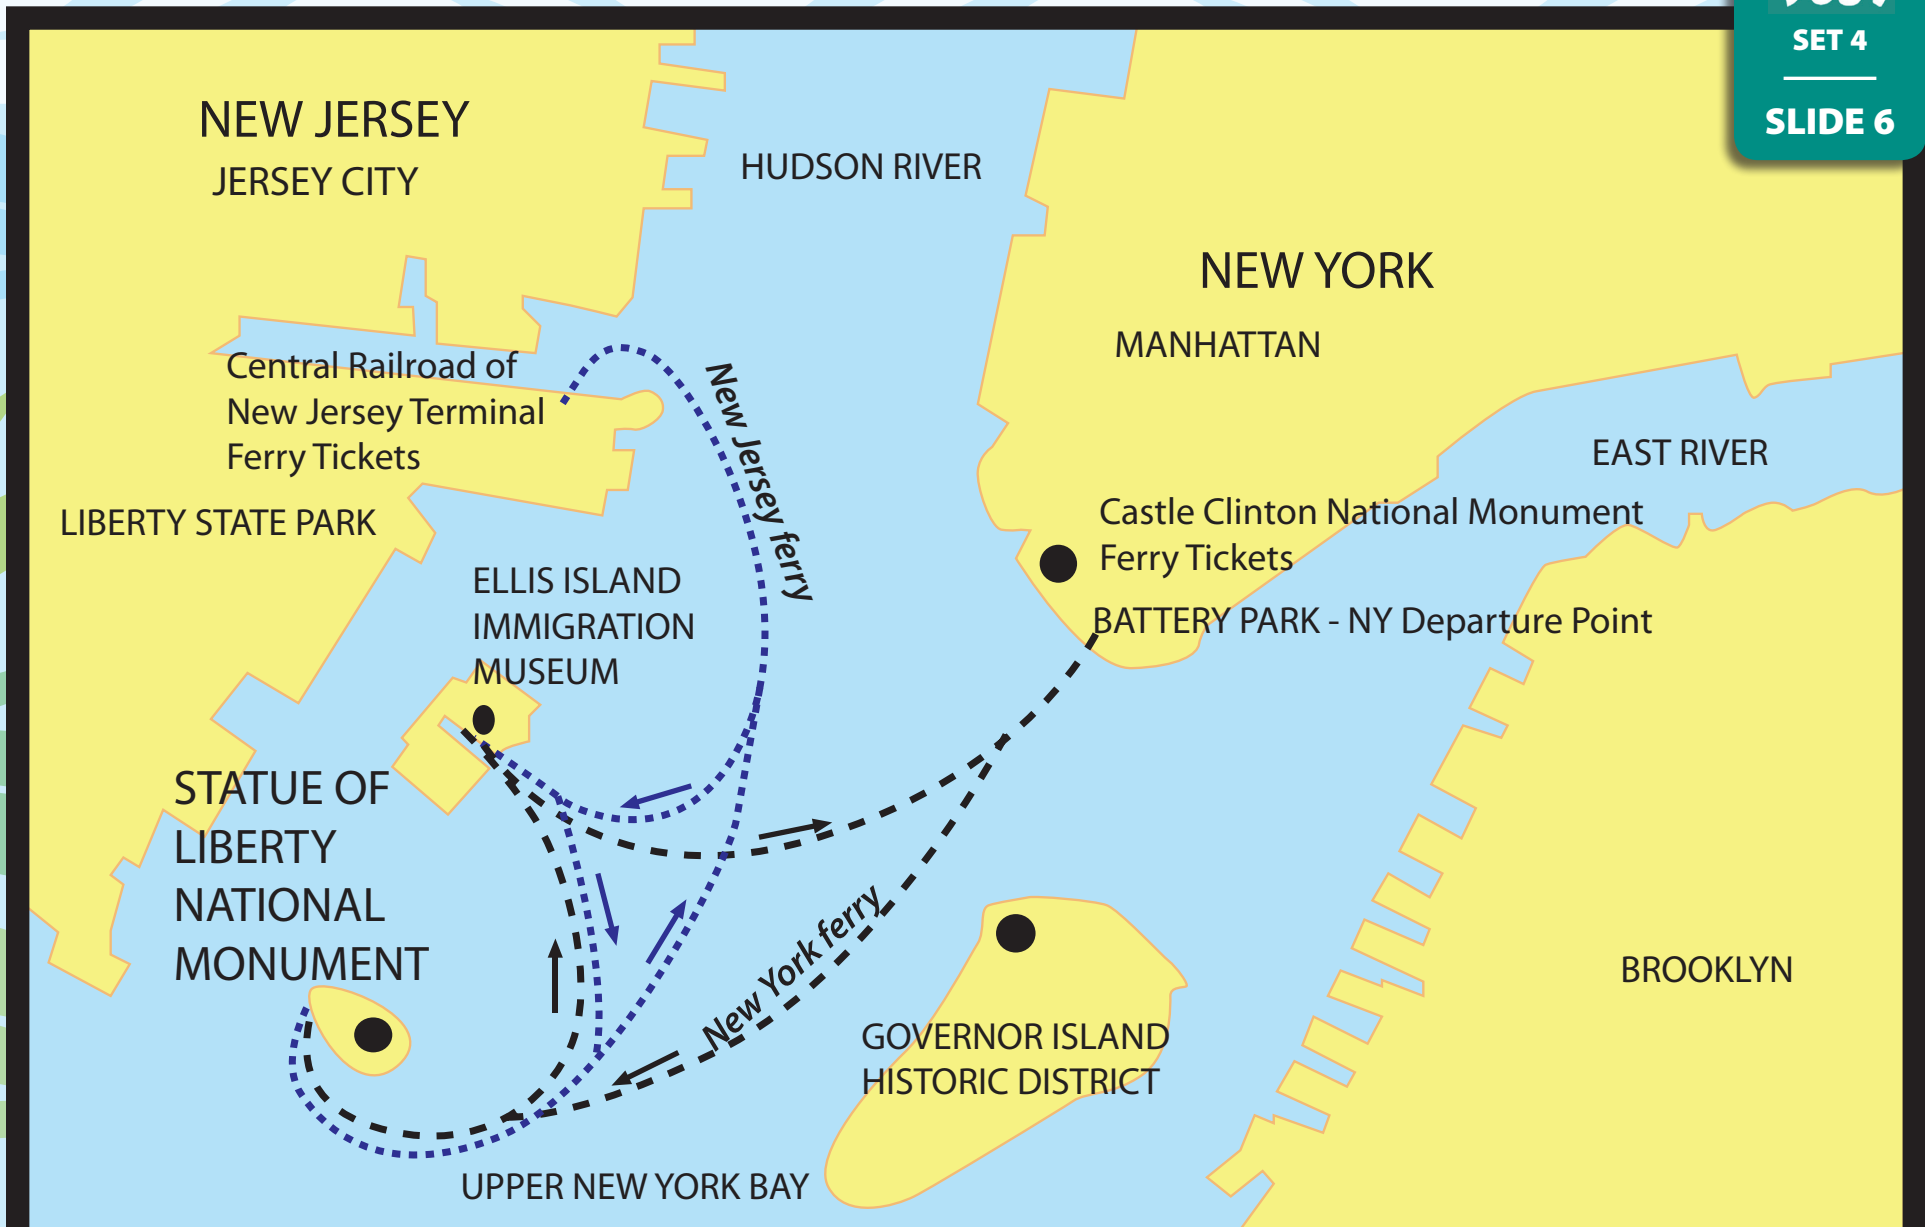 SET 4
SLIDE 6
NEW JERSEY
JERSEY CITY
HUDSON RIVER
NEW YORK
MANHATTAN
Central Railroad of
New Jersey Terminal
Ferry Tickets
New Jersey ferry
EAST RIVER
LIBERTY STATE PARK
Castle Clinton National Monument
Ferry Tickets
ELLIS ISLAND
IMMIGRATION
MUSEUM
BATTERY PARK - NY Departure Point
STATUE OF
LIBERTY
NATIONAL
MONUMENT
New York ferry
BROOKLYN
GOVERNOR ISLAND
HISTORIC DISTRICT
UPPER NEW YORK BAY